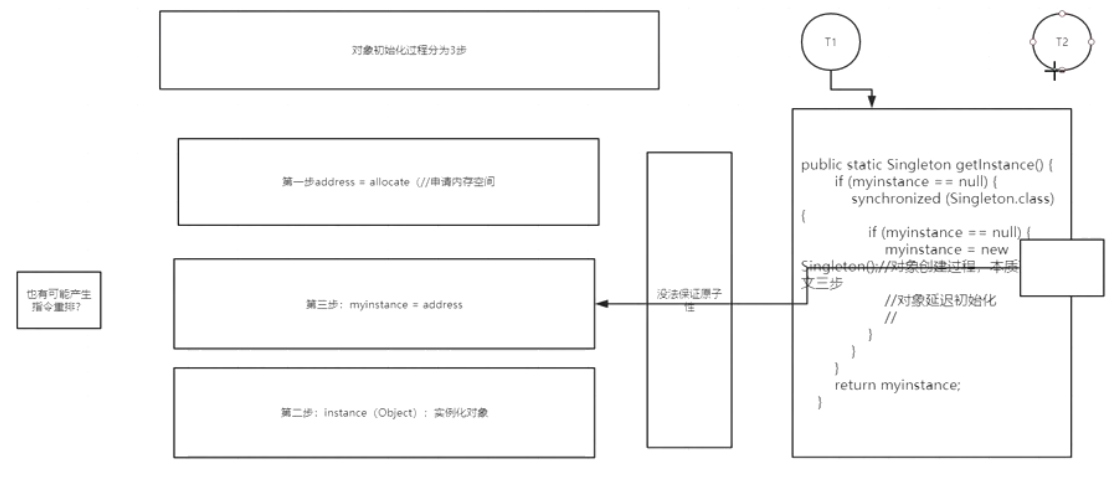 对象初始化过程分为3步
T1
T2
第一步address = allocate（//申请内存空间
第三步：myinstance = address
第二步：instance（Object）：实例化对象
也有可能产生
指令重排？
没法保证原子
性
public static Singleton getInstance() {
if (myinstance == null) {
synchronized (Singleton.class)
{
if (myinstance == null) {
myinstance = new
Singleton();//对象创建过程，本质
文三步
//对象延迟初始化
//
}
}
}
return myinstance;
}